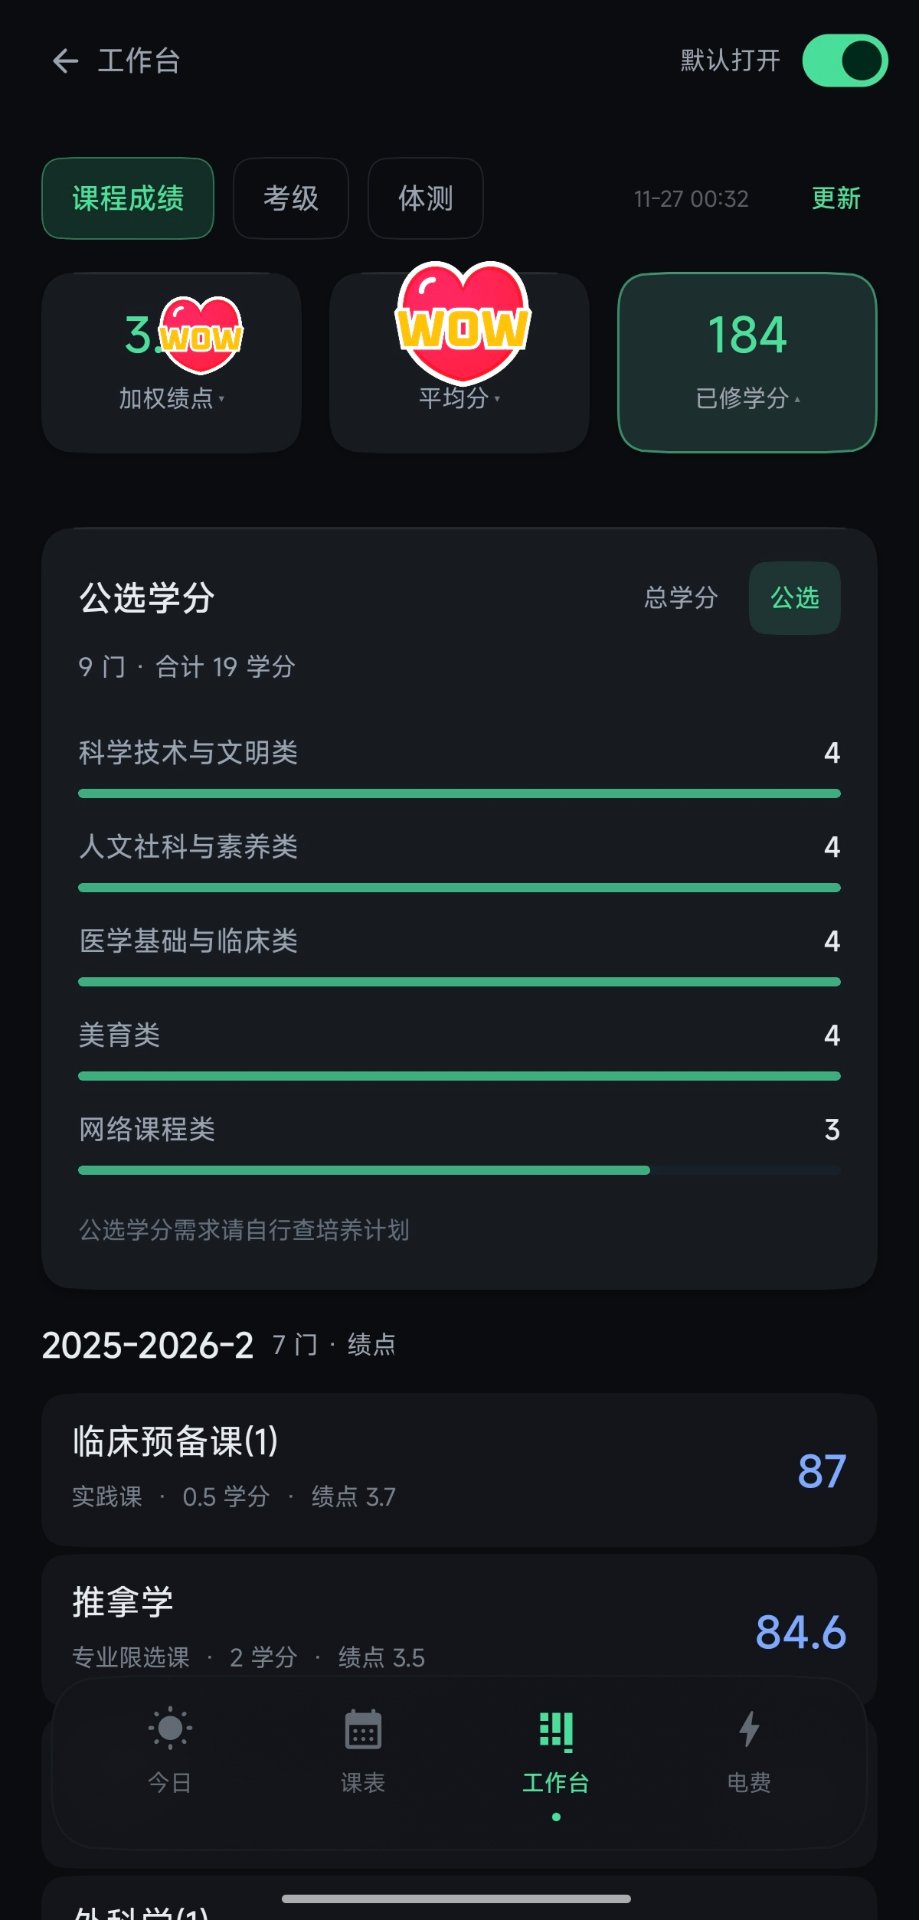 工作台 默认打开
课程成绩 考级 体测 11-27 00:32 更新
3. WOW WOW 184
加权绩点 平均分 已修学分
公选学分 总学分 公选
9 门 · 合计 19 学分
科学技术与文明类 4
人文社科与素养类 4
医学基础与临床类 4
美育类 4
网络课程类 3
公选学分需求请自行查培养计划
2025-2026-2 7 门 · 绩点
临床预备课(1)
实践课 · 0.5 学分 · 绩点 3.7
87
推拿学
专业限选课 · 2 学分 · 绩点 3.5
84.6
今日 课表 工作台 电费
外科学(1)